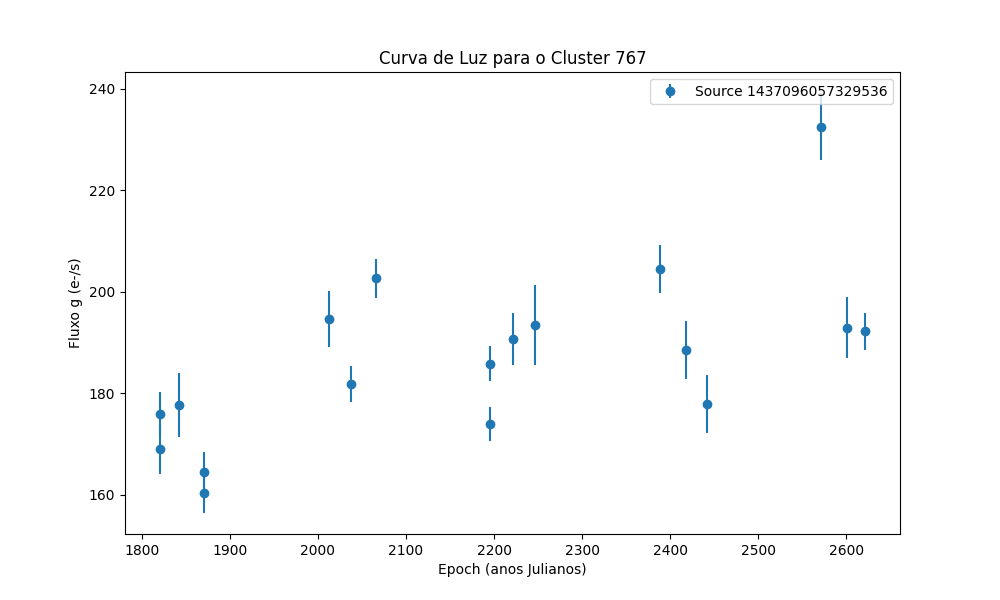 Curva de Luz para o Cluster 767
Source 1437096057329536
240
220
200
180
160
Fluxo g (e-/s)
1800 1900 2000 2100 2200 2300 2400 2500 2600
Epoch (anos Julianos)